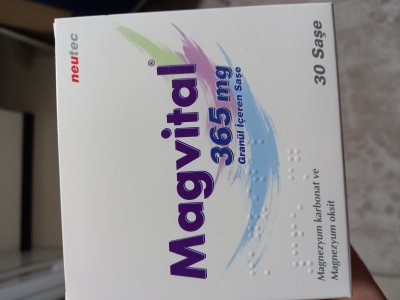 neutec
Magvital®
365 mg
Granül İçeren Saşe
30 Saşe
Magnezyum karbonat ve
Magnezyum oksit